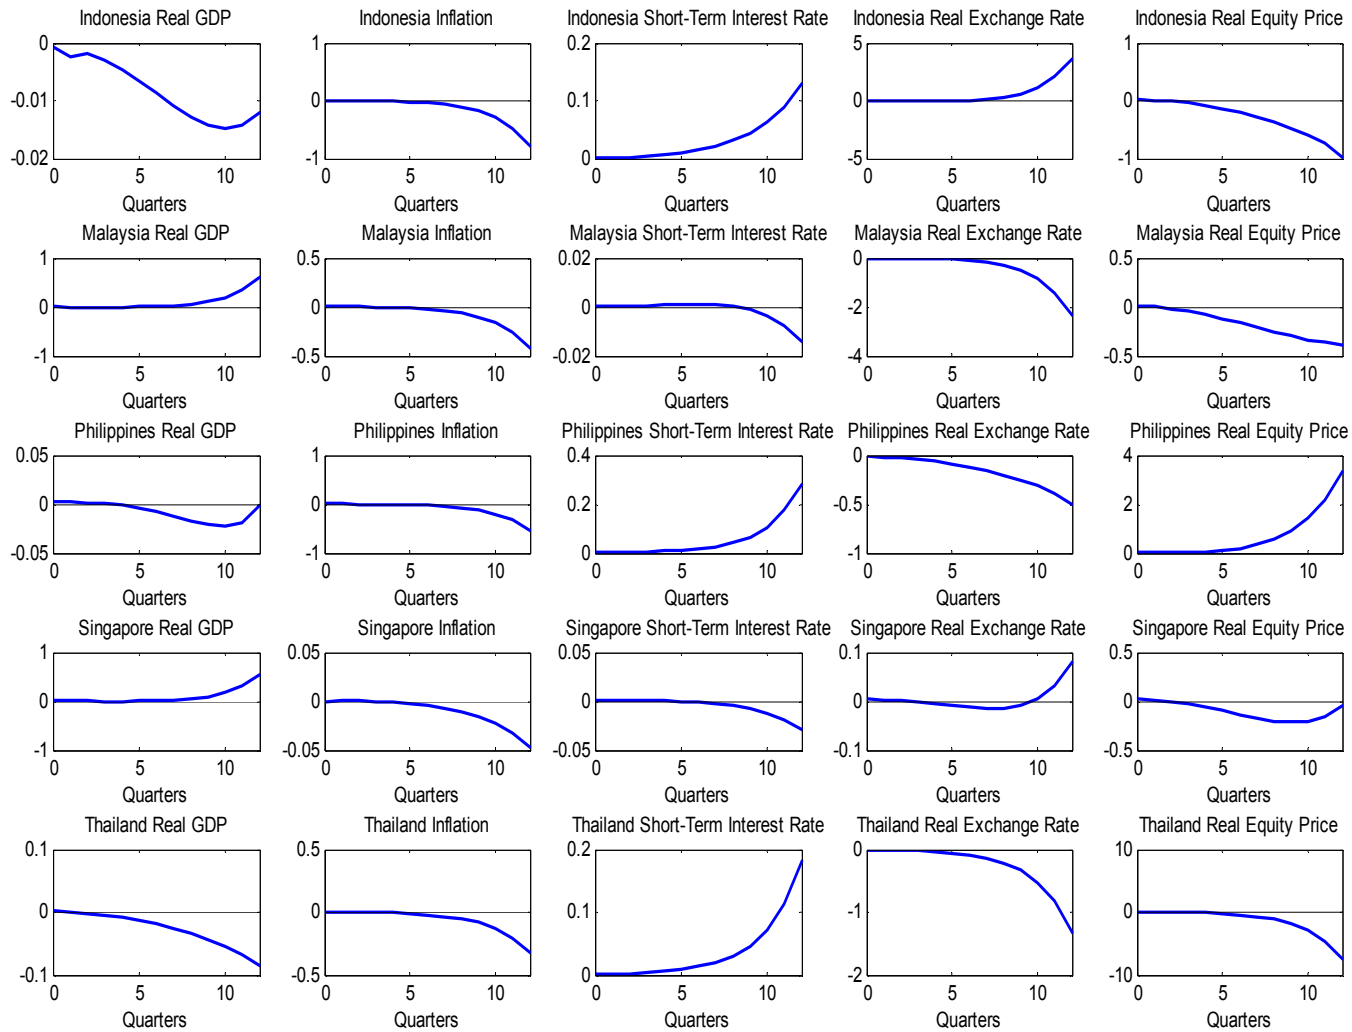 Indonesia Real GDP
0
-0.01
-0.02
0 5 10
Quarters
Indonesia Inflation
1
0
-1
0 5 10
Quarters
Indonesia Short-Term Interest Rate
0.2
0.1
0
0 5 10
Quarters
Indonesia Real Exchange Rate
5
0
-5
0 5 10
Quarters
Indonesia Real Equity Price
1
0
-1
0 5 10
Quarters
Malaysia Real GDP
1
0
-1
0 5 10
Quarters
Malaysia Inflation
0.5
0
-0.5
0 5 10
Quarters
Malaysia Short-Term Interest Rate
0.02
0
-0.02
0 5 10
Quarters
Malaysia Real Exchange Rate
0
-2
-4
0 5 10
Quarters
Malaysia Real Equity Price
0.5
0
-0.5
0 5 10
Quarters
Philippines Real GDP
0.05
0
-0.05
0 5 10
Quarters
Philippines Inflation
1
0
-1
0 5 10
Quarters
Philippines Short-Term Interest Rate
0.4
0.2
0
0 5 10
Quarters
Philippines Real Exchange Rate
0
-0.5
-1
0 5 10
Quarters
Philippines Real Equity Price
4
2
0
0 5 10
Quarters
Singapore Real GDP
1
0
-1
0 5 10
Quarters
Singapore Inflation
0.05
0
-0.05
0 5 10
Quarters
Singapore Short-Term Interest Rate
0.05
0
-0.05
0 5 10
Quarters
Singapore Real Exchange Rate
0.1
0
-0.1
0 5 10
Quarters
Singapore Real Equity Price
0.5
0
-0.5
0 5 10
Quarters
Thailand Real GDP
0.1
0
-0.1
0 5 10
Quarters
Thailand Inflation
0.5
0
-0.5
0 5 10
Quarters
Thailand Short-Term Interest Rate
0.2
0.1
0
0 5 10
Quarters
Thailand Real Exchange Rate
0
-1
-2
0 5 10
Quarters
Thailand Real Equity Price
10
0
-10
0 5 10
Quarters